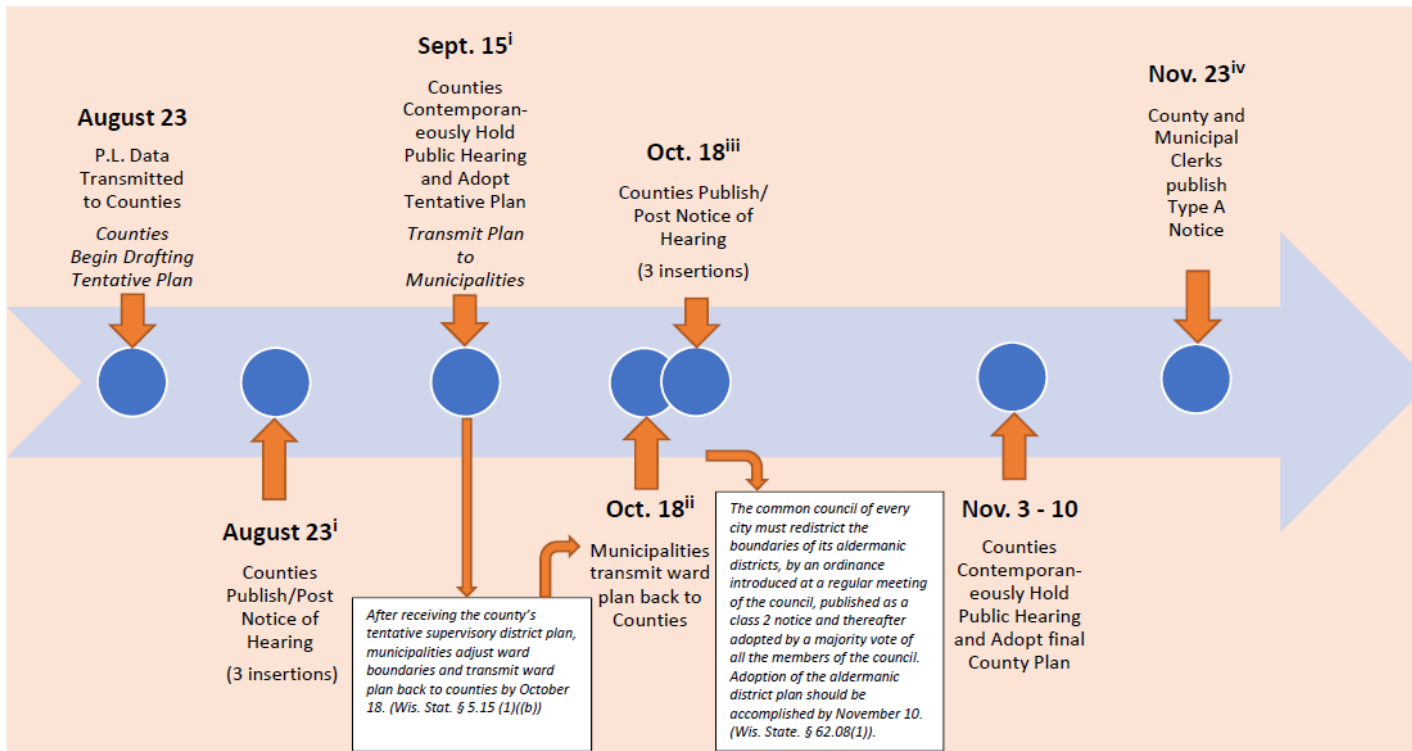 August 23
P.L. Data
Transmitted
to Counties
Counties
Begin Drafting
Tentative Plan
August 23i
Counties
Publish/Post
Notice of
Hearing
(3 insertions)
Sept. 15i
Counties
Contemporan-
eously Hold
Public Hearing
and Adopt
Tentative Plan
Transmit Plan
to
Municipalities
After receiving the county’s
tentative supervisory district plan,
municipalities adjust ward
boundaries and transmit ward
plan back to counties by October
18. (Wis. Stat. § 5.15 (1)((b))
Oct. 18ii
Municipalities
transmit ward
plan back to
Counties
Oct. 18iii
Counties Publish/
Post Notice of
Hearing
(3 insertions)
The common council of every
city must redistrict the
boundaries of its aldermanic
districts, by an ordinance
introduced at a regular meeting
of the council, published as a
class 2 notice and thereafter
adopted by a majority vote of
all the members of the council.
Adoption of the aldermanic
district plan should be
accomplished by November 10.
(Wis. State. § 62.08(1)).
Nov. 3 - 10
Counties
Contemporan-
eously Hold
Public Hearing
and Adopt final
County Plan
Nov. 23iv
County and
Municipal
Clerks
publish
Type A
Notice